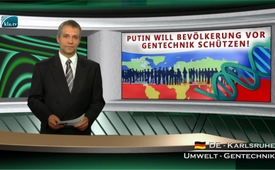 kla.tv
PUTIN WILL BEVÖLKERUNG VOR
GENTECHNIK SCHÜTZEN!
DE - KARLSRUHE
UMWELT - GENTECHNIK